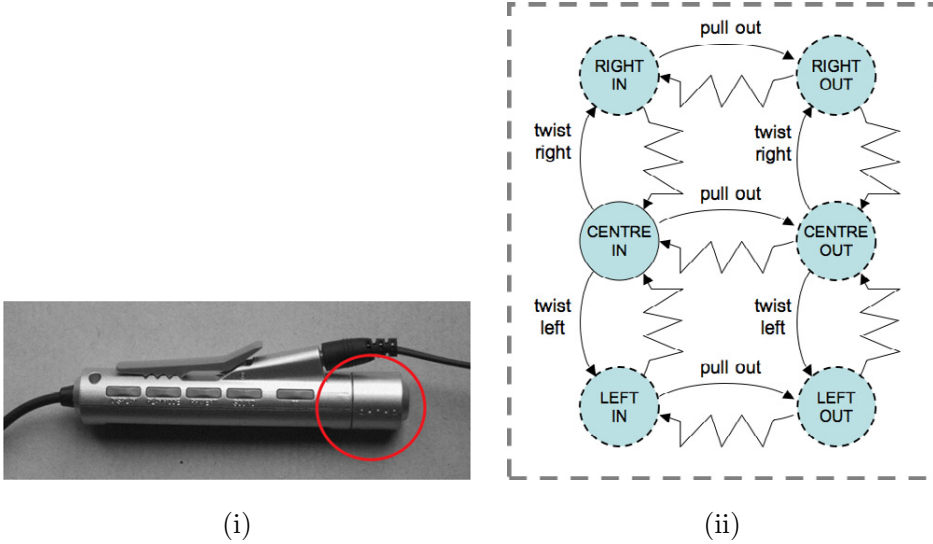 pull out
RIGHT
IN
RIGHT
OUT
twist
right
twist
right
pull out
CENTRE
IN
CENTRE
OUT
twist
left
twist
left
pull out
LEFT
IN
LEFT
OUT
(i)
(ii)